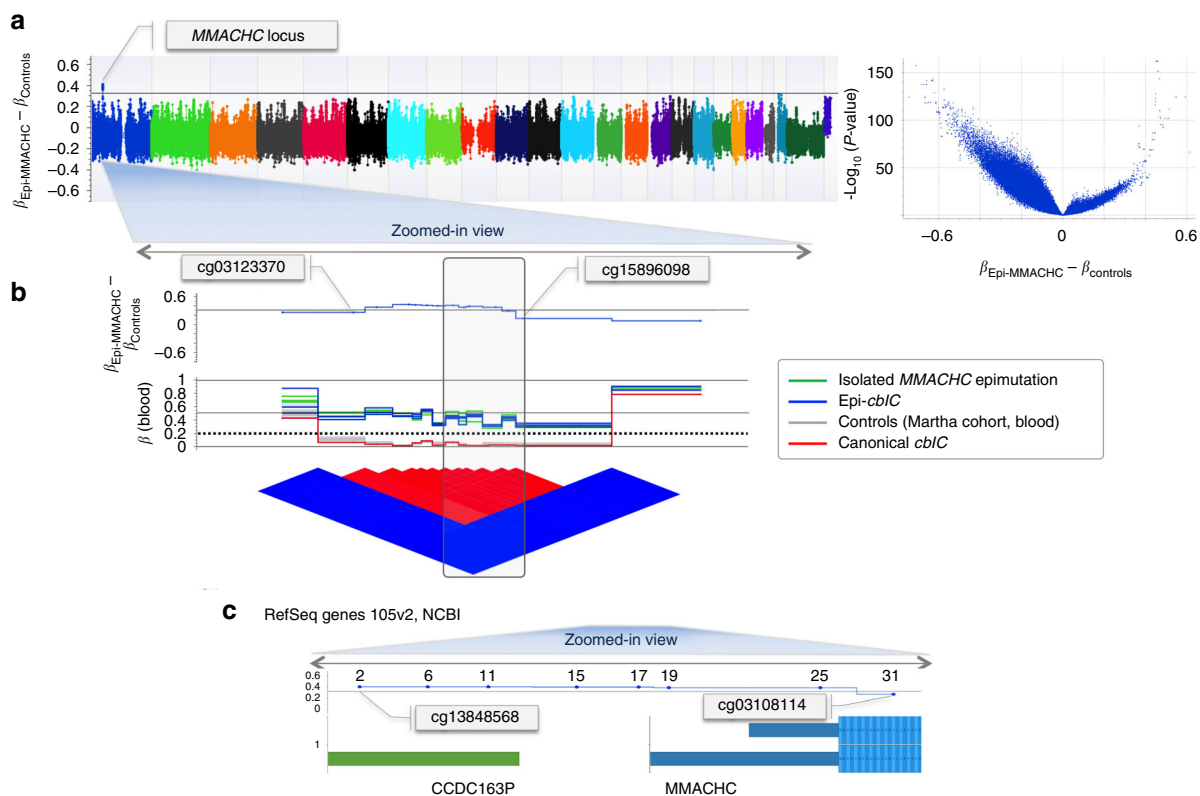 a
MMACHC locus
βEpi-MMACHC – βControls
0.6
0.4
0.2
0
−0.2
−0.4
−0.6
-Log10 (P-value)
150
100
50
−0.6
0
0.6
βEpi-MMACHC – βcontrols
Zoomed-in view
cg03123370
cg15896098
b
βEpi-MMACHC –
βControls
0.6
0
−0.6
β (blood)
1
0.8
0.6
0.4
0.2
0
Isolated MMACHC epimutation
Epi-cblC
Controls (Martha cohort, blood)
Canonical cblC
c
RefSeq genes 105v2, NCBI
Zoomed-in view
0.6
0.4
0.2
0
2 6 11 15 17 19 25 31
cg13848568
cg03108114
1
CCDC163P
MMACHC